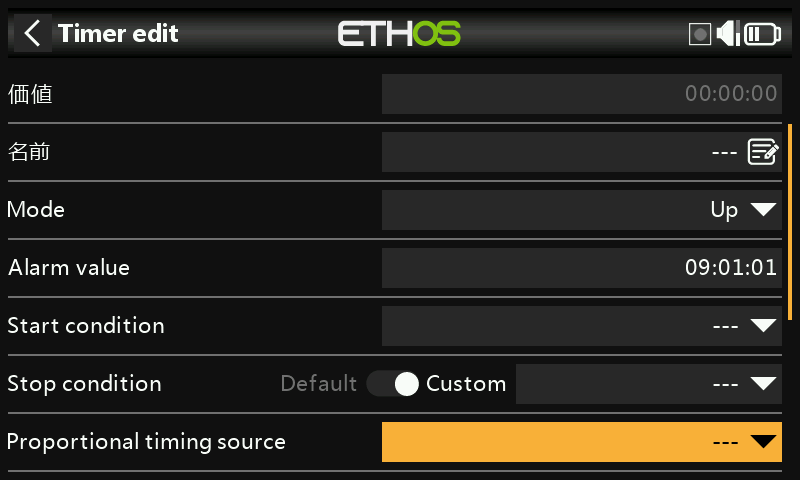 Timer edit ETHOS
価値 00:00:00
名前 ---
Mode Up
Alarm value 09:01:01
Start condition ---
Stop condition Default Custom ---
Proportional timing source ---